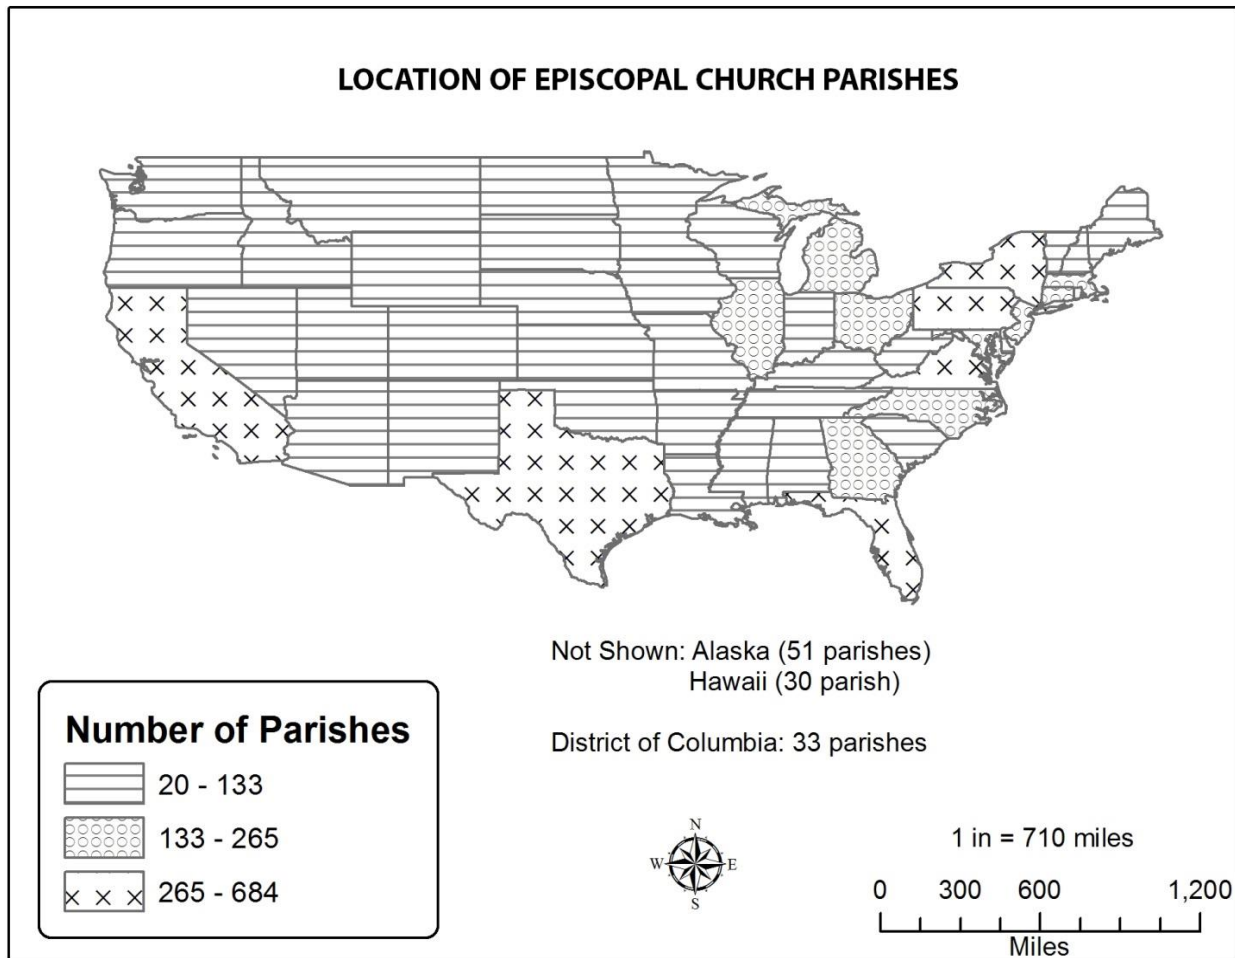 LOCATION OF EPISCOPAL CHURCH PARISHES
Not Shown: Alaska (51 parishes)
Hawaii (30 parish)
District of Columbia: 33 parishes
Number of Parishes
20 - 133
133 - 265
265 - 684
N
W E
S
1 in = 710 miles
0 300 600 1,200
Miles